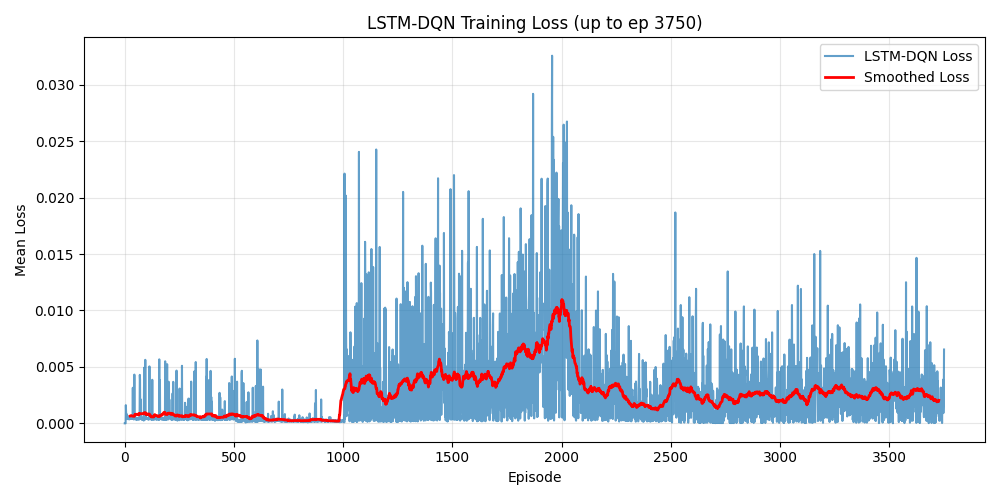 LSTM-DQN Training Loss (up to ep 3750)
LSTM-DQN Loss
Smoothed Loss
Mean Loss
0.030
0.025
0.020
0.015
0.010
0.005
0.000
0 500 1000 1500 2000 2500 3000 3500
Episode